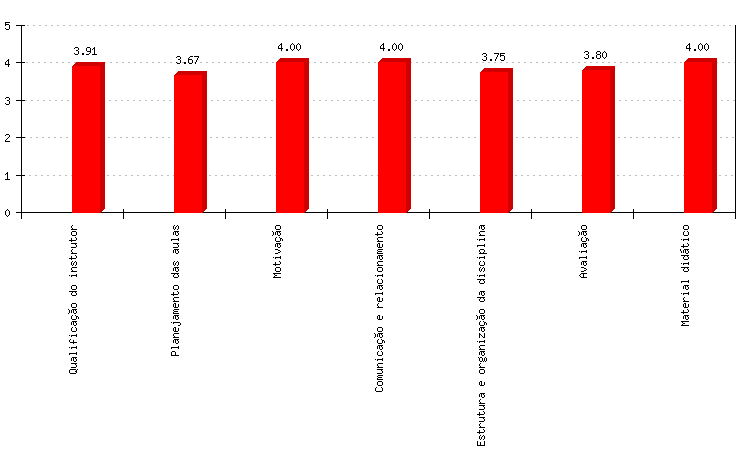 5
4
3
2
1
0
3.91
3.67
4.00
4.00
3.75
3.80
4.00
Qualificação do instrutor
Planejamento das aulas
Motivação
Comunicação e relacionamento
Estrutura e organização da disciplina
Avaliação
Material didático